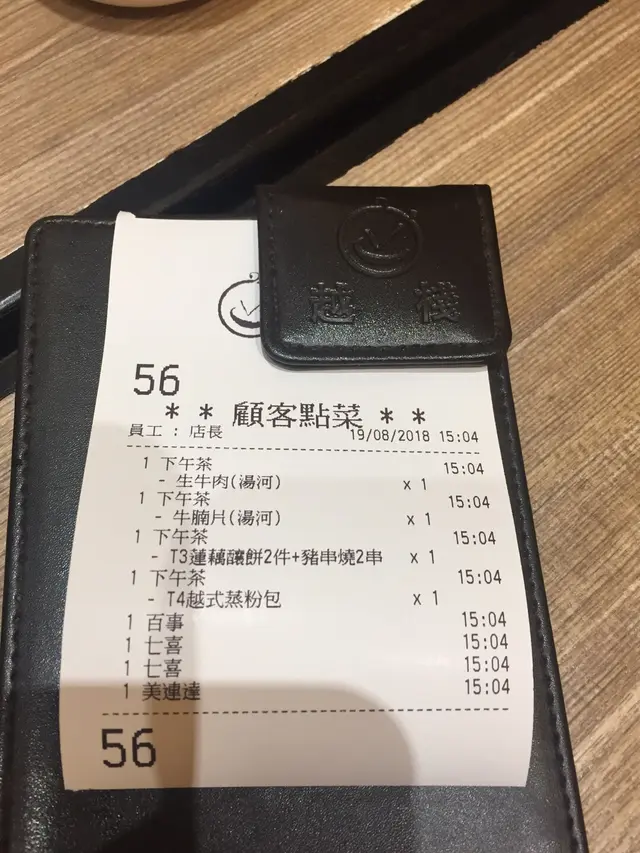 越 棧
56
* * 顧客點菜 * *
員工 : 店長 19/08/2018 15:04
1 下午茶 15:04
- 生牛肉(湯河) x 1
1 下午茶 15:04
- 牛腩片(湯河) x 1
1 下午茶 15:04
- T3蓮藕釀餅2件+豬串燒2串 x 1
1 下午茶 15:04
- T4越式蒸粉包 x 1
1 百事 15:04
1 七喜 15:04
1 七喜 15:04
1 美連達 15:04
56